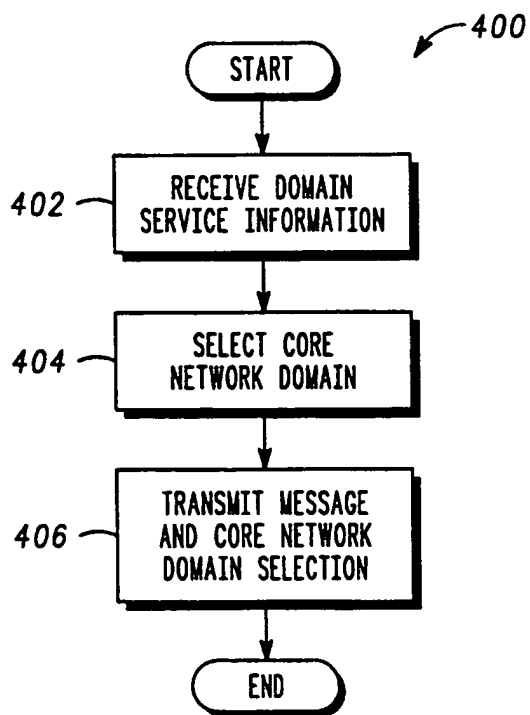 400
START
402
RECEIVE DOMAIN
SERVICE INFORMATION
404
SELECT CORE
NETWORK DOMAIN
406
TRANSMIT MESSAGE
AND CORE NETWORK
DOMAIN SELECTION
END